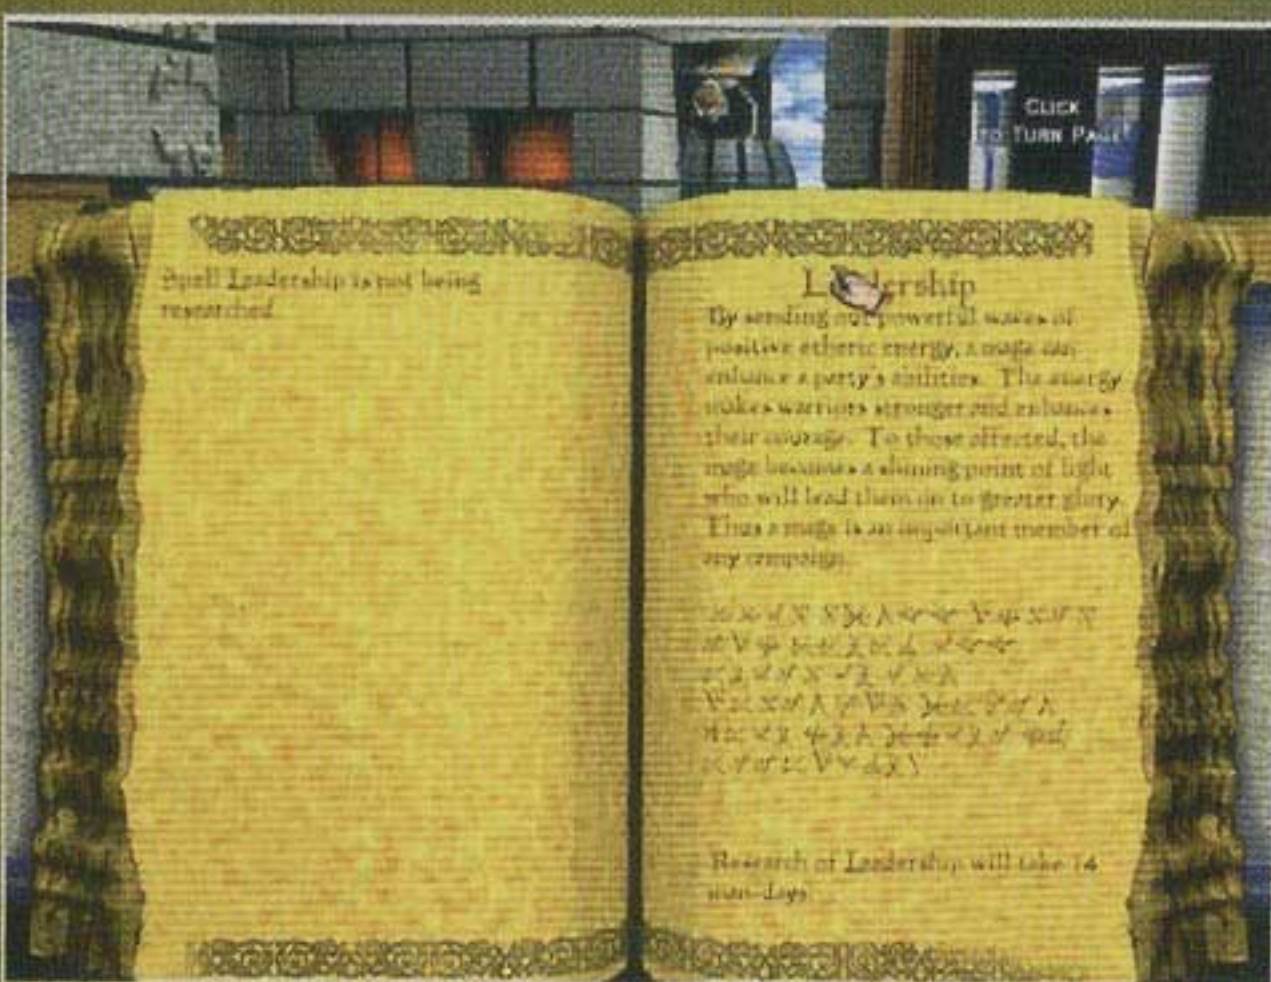 CLICK
TO TURN PAGE
Spell Leadership is not being
researched
Leadership
By sending out powerful waves of
positive etheric energy, a mage can
enhance a party's abilities. The energy
makes warriors stronger and enhances
their courage. To those affected, the
mage becomes a shining point of light
who will lead them on to greater glory.
Thus a mage is an important member of
any campaign.
Research of Leadership will take 14
man-days